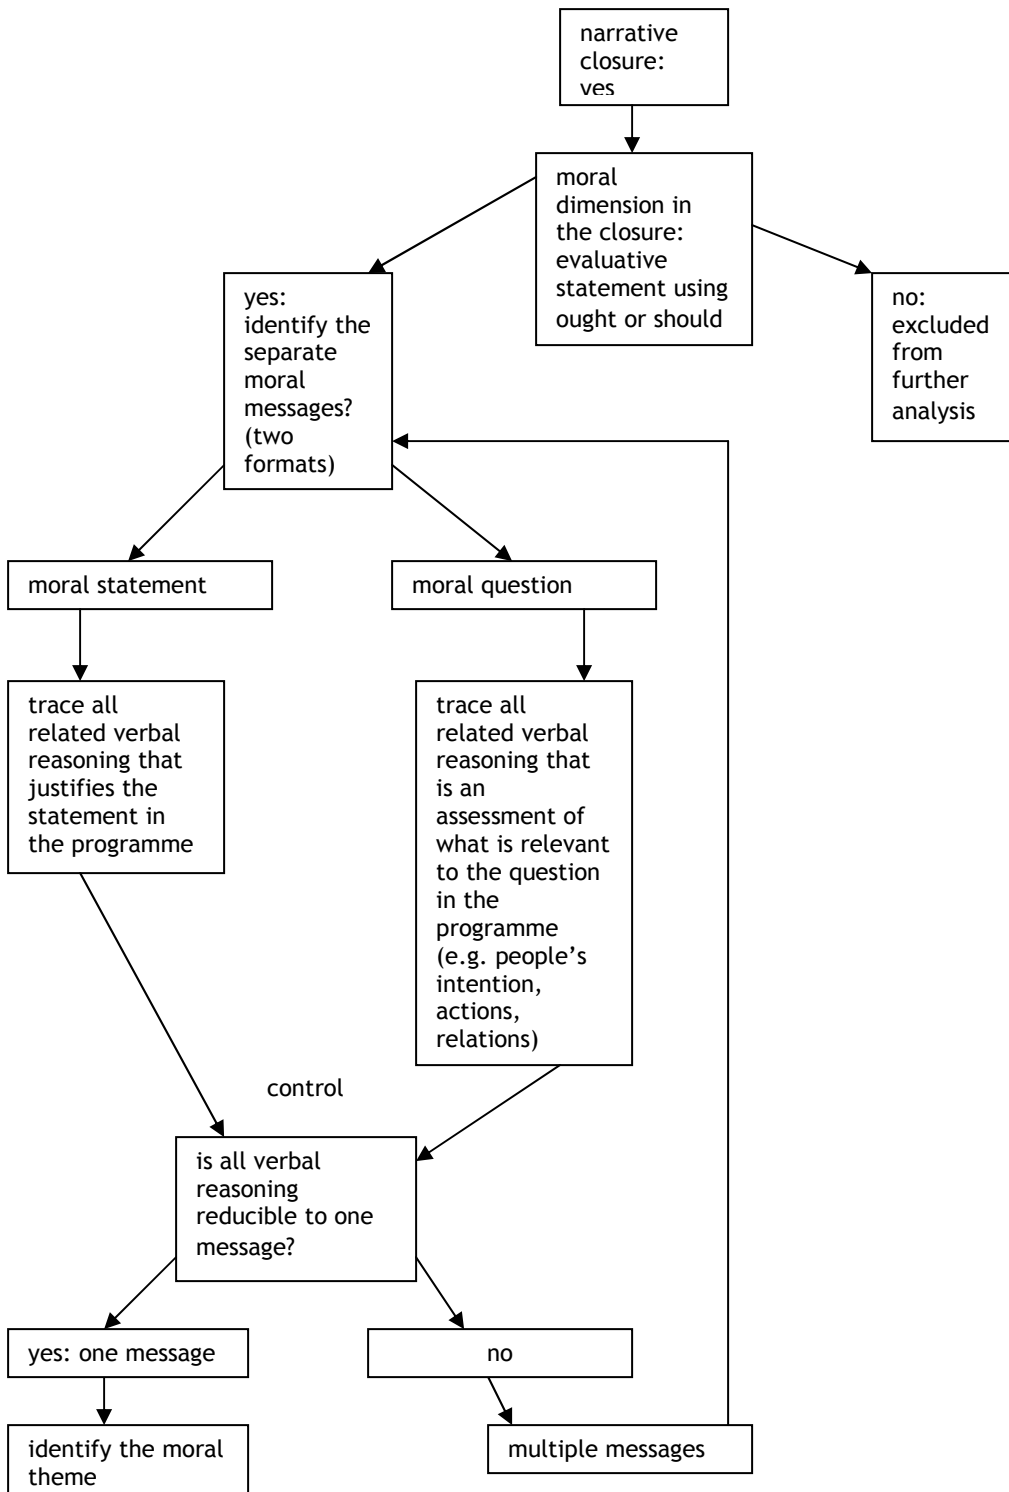 narrative
closure:
yes
moral
dimension in
the closure:
evaluative
statement using
ought or should
yes:
identify the
separate
moral
messages?
(two
formats)
no:
excluded
from
further
analysis
moral statement
moral question
trace all
related verbal
reasoning that
justifies the
statement in
the programme
trace all
related verbal
reasoning that
is an
assessment of
what is relevant
to the question
in the
programme
(e.g. people’s
intention,
actions,
relations)
control
is all verbal
reasoning
reducible to one
message?
yes: one message
no
identify the moral
theme
multiple messages